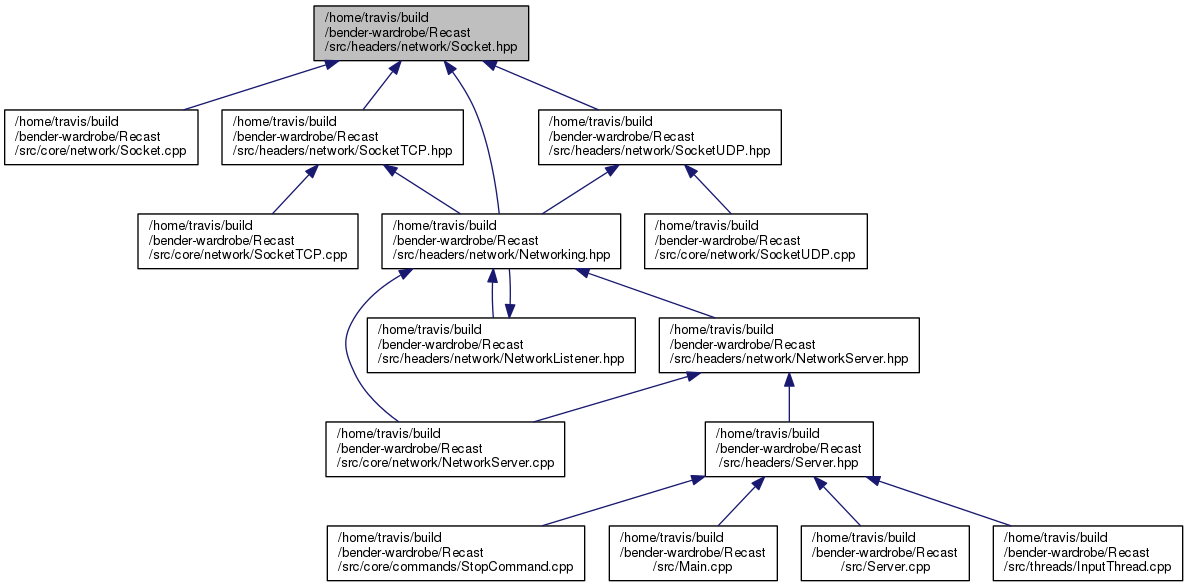 /home/travis/build
/bender-wardrobe/Recast
/src/headers/network/Socket.hpp
/home/travis/build
/bender-wardrobe/Recast
/src/core/network/Socket.cpp
/home/travis/build
/bender-wardrobe/Recast
/src/headers/network/SocketTCP.hpp
/home/travis/build
/bender-wardrobe/Recast
/src/headers/network/SocketUDP.hpp
/home/travis/build
/bender-wardrobe/Recast
/src/core/network/SocketTCP.cpp
/home/travis/build
/bender-wardrobe/Recast
/src/headers/network/Networking.hpp
/home/travis/build
/bender-wardrobe/Recast
/src/core/network/SocketUDP.cpp
/home/travis/build
/bender-wardrobe/Recast
/src/headers/network/NetworkListener.hpp
/home/travis/build
/bender-wardrobe/Recast
/src/headers/network/NetworkServer.hpp
/home/travis/build
/bender-wardrobe/Recast
/src/core/network/NetworkServer.cpp
/home/travis/build
/bender-wardrobe/Recast
/src/headers/Server.hpp
/home/travis/build
/bender-wardrobe/Recast
/src/core/commands/StopCommand.cpp
/home/travis/build
/bender-wardrobe/Recast
/src/Main.cpp
/home/travis/build
/bender-wardrobe/Recast
/src/Server.cpp
/home/travis/build
/bender-wardrobe/Recast
/src/threads/InputThread.cpp